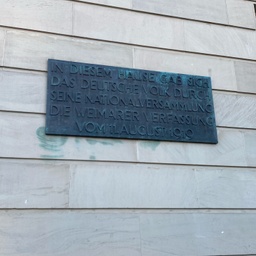 IN DIESEM HAUSE GAB SICH
DAS DEUTSCHE VOLK DURCH
SEINE NATIONALVERSAMMLUNG
DIE WEIMARER VERFASSUNG
VOM 11. AUGUST 1919